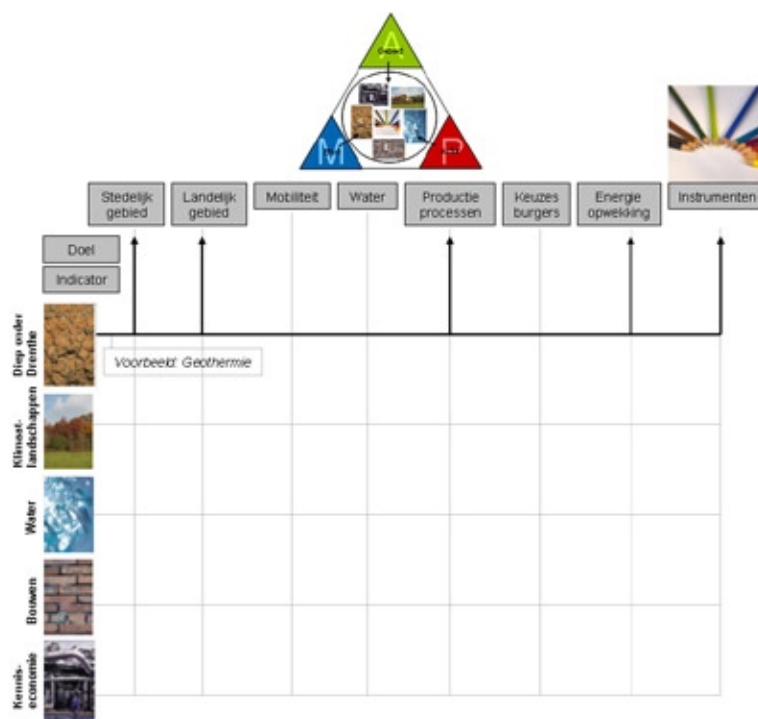 A
M
P
Stedelijk
gebied
Landelijk
gebied
Mobiliteit
Water
Productie
processen
Keuzes
burgers
Energie
opwekking
Instrumenten
Doel
Indicator
Diep onder
Drenthe
Voorbeeld: Geothermie
Klimaat-
landschappen
Water
Bouwen
Kennis-
economie